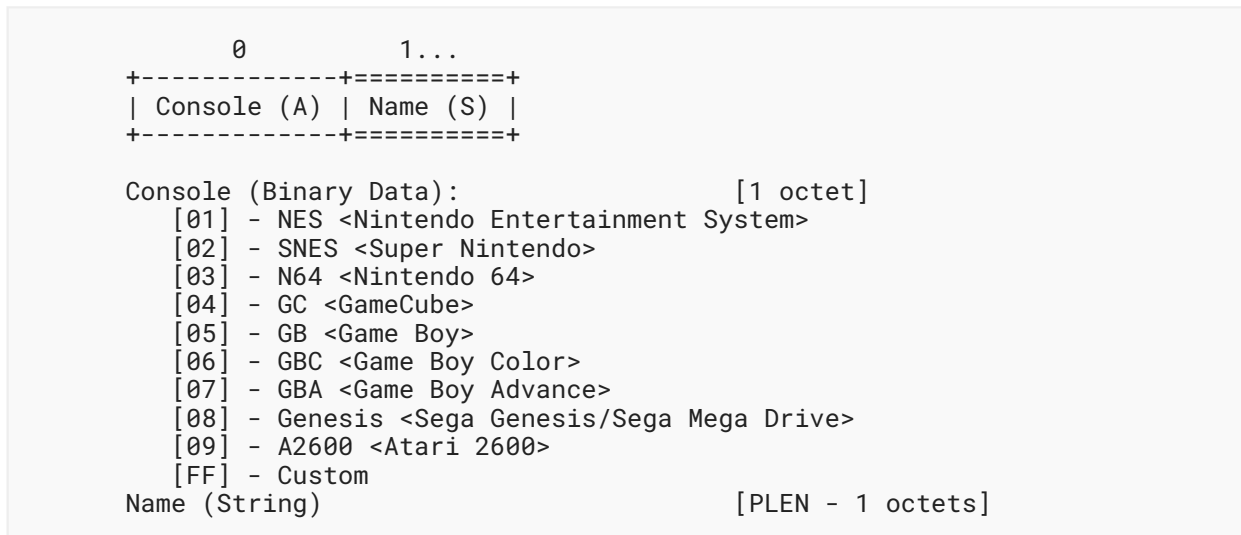 0 1...
+-------------+==========+
| Console (A) | Name (S) |
+-------------+==========+
Console (Binary Data): [1 octet]
[01] - NES <Nintendo Entertainment System>
[02] - SNES <Super Nintendo>
[03] - N64 <Nintendo 64>
[04] - GC <GameCube>
[05] - GB <Game Boy>
[06] - GBC <Game Boy Color>
[07] - GBA <Game Boy Advance>
[08] - Genesis <Sega Genesis/Sega Mega Drive>
[09] - A2600 <Atari 2600>
[FF] - Custom
Name (String) [PLEN - 1 octets]